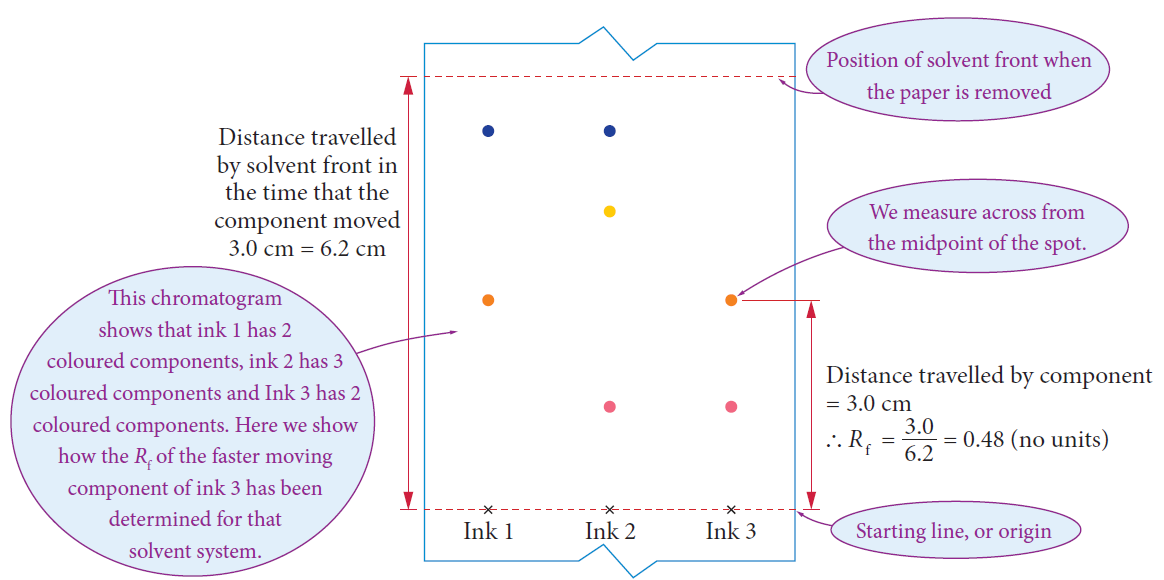 Position of solvent front when
the paper is removed
Distance travelled
by solvent front in
the time that the
component moved
3.0 cm = 6.2 cm
We measure across from
the midpoint of the spot.
This chromatogram
shows that ink 1 has 2
coloured components, ink 2 has 3
coloured components and Ink 3 has 2
coloured components. Here we show
how the Rf of the faster moving
component of ink 3 has been
determined for that
solvent system.
Distance travelled by component
= 3.0 cm
∴ Rf = 3.0/6.2 = 0.48 (no units)
Ink 1 Ink 2 Ink 3
Starting line, or origin